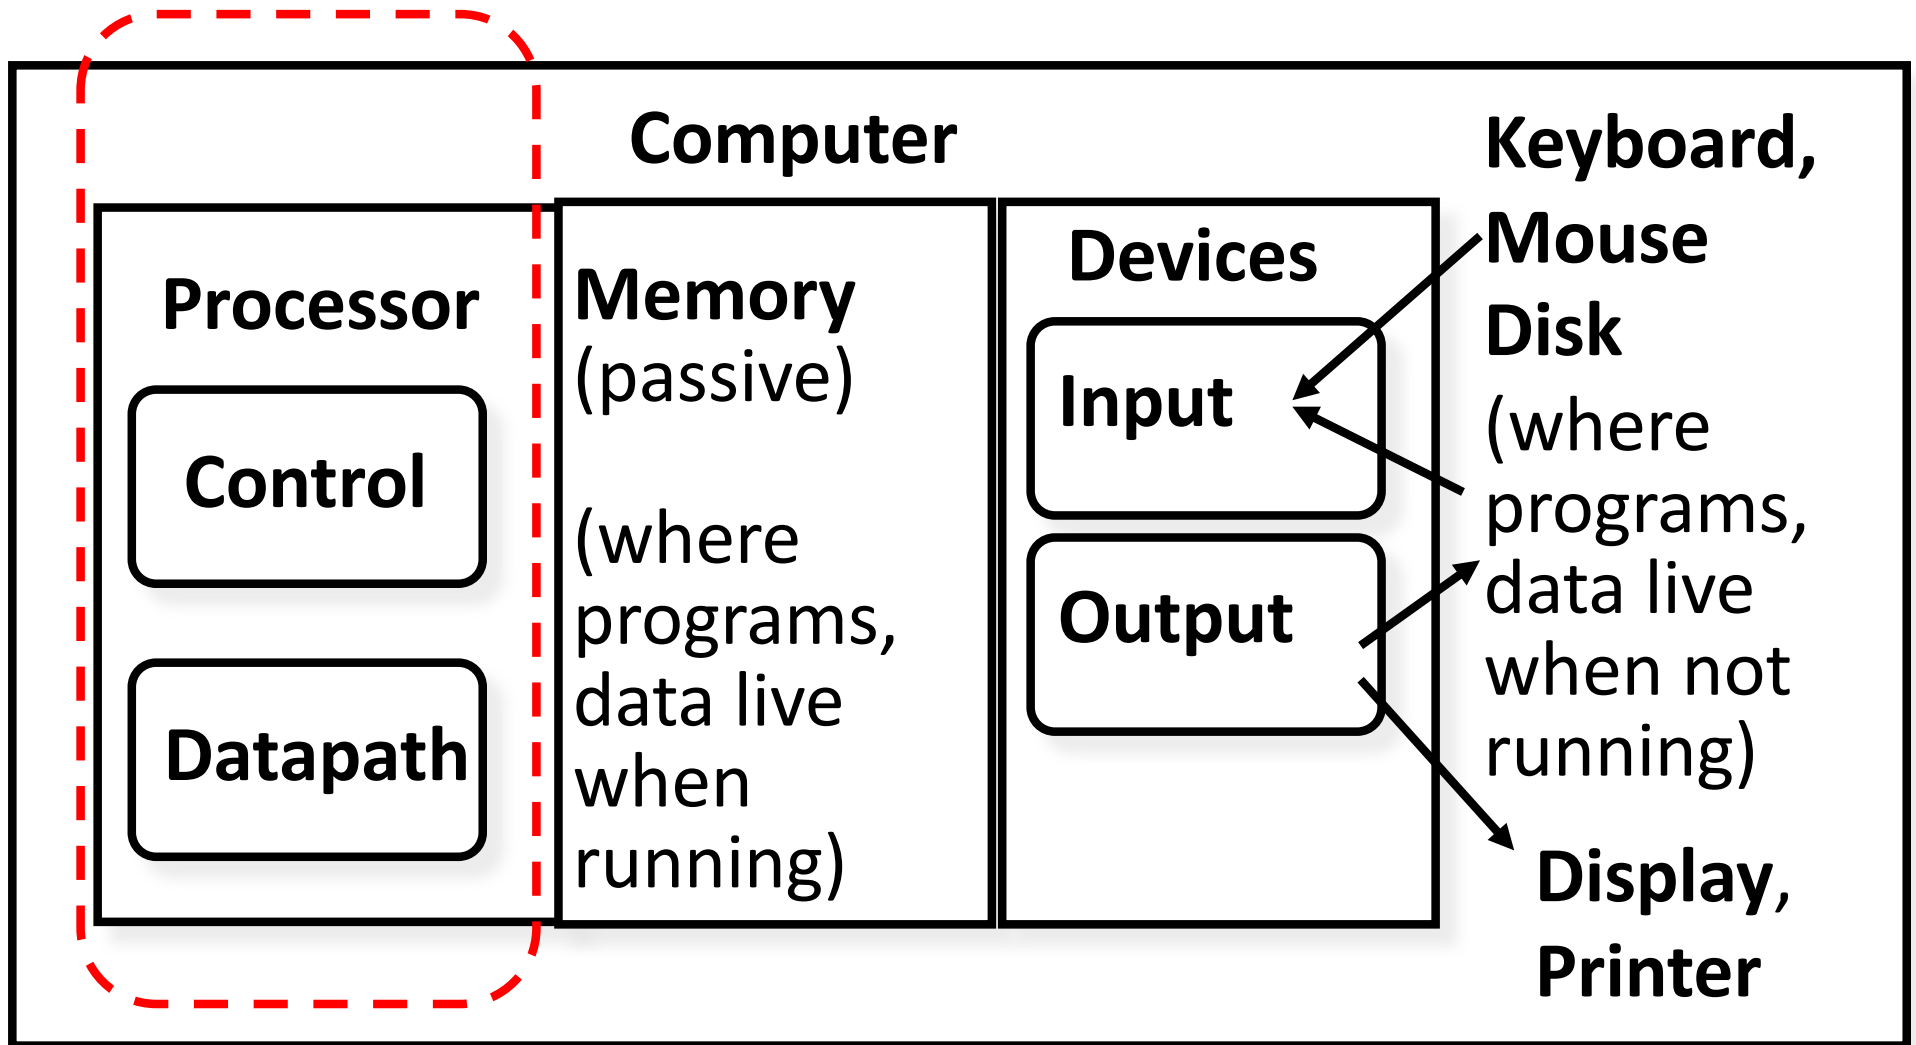 Computer
Processor
Control
Datapath
Memory
(passive)
(where
programs,
data live
when
running)
Devices
Input
Output
Keyboard,
Mouse
Disk
(where
programs,
data live
when not
running)
Display,
Printer